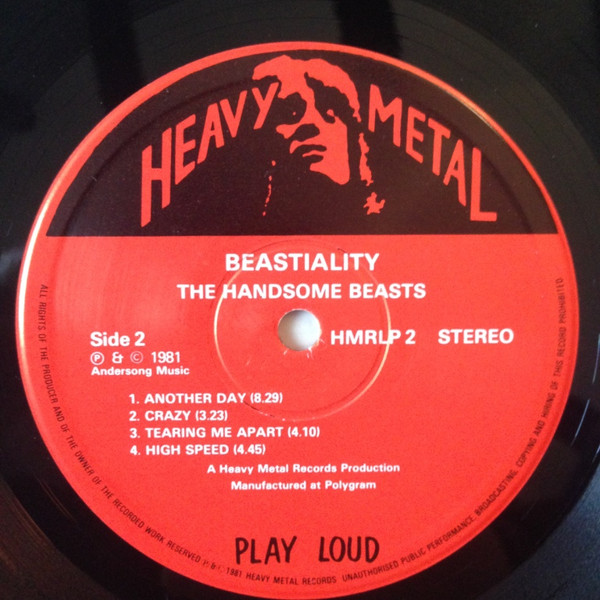 HEAVY METAL
BEASTIALITY
THE HANDSOME BEASTS
Side 2
HMRLP 2 STEREO
Ⓟ & © 1981
Andersong Music
1. ANOTHER DAY (8.29)
2. CRAZY (3.23)
3. TEARING ME APART (4.10)
4. HIGH SPEED (4.45)
A Heavy Metal Records Production
Manufactured at Polygram
PLAY LOUD
ALL RIGHTS OF THE PRODUCER AND OF THE OWNER OF THE RECORDED WORK RESERVED Ⓟ & © 1981 HEAVY METAL RECORDS UNAUTHORISED PUBLIC PERFORMANCE BROADCASTING COPYING AND HIRING OF THIS RECORD PROHIBITED